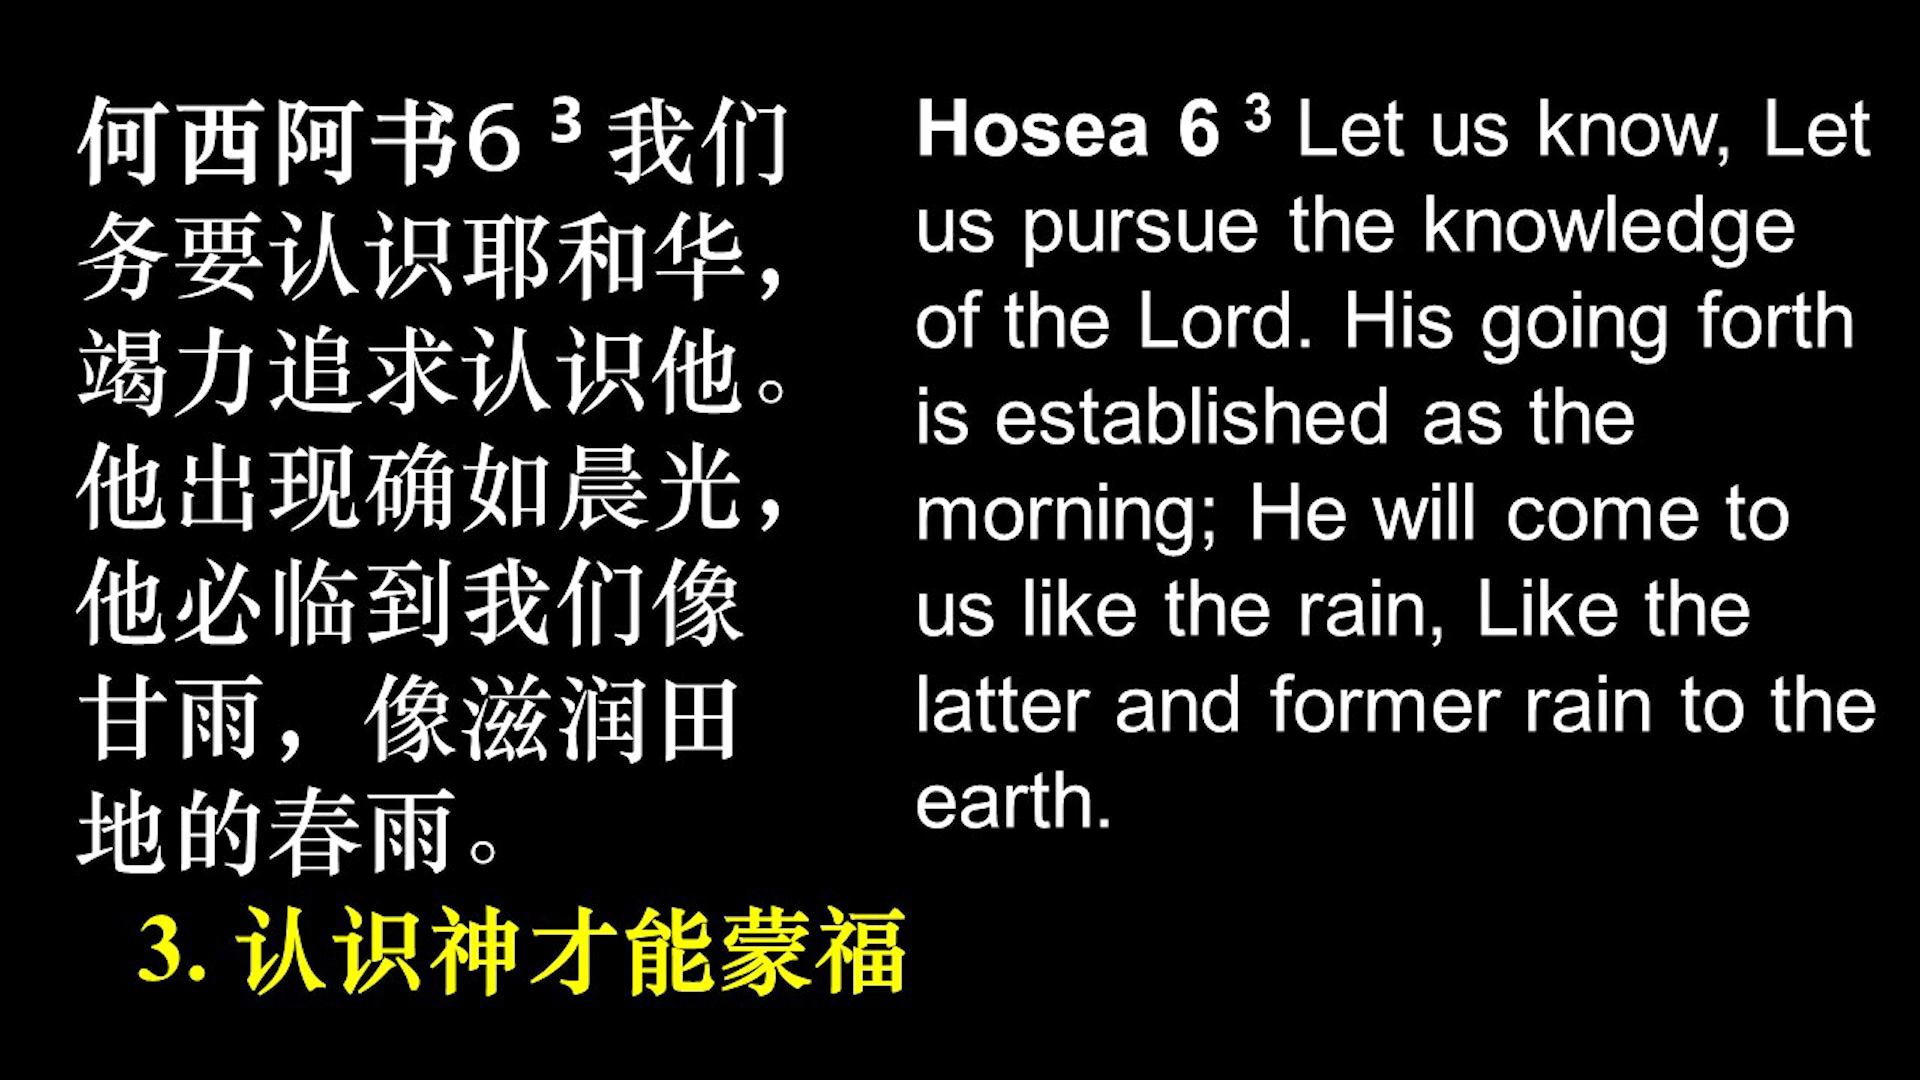 何西阿书6 ³ 我们
务要认识耶和华，
竭力追求认识他。
他出现确如晨光，
他必临到我们像
甘雨，像滋润田
地的春雨。
3. 认识神才能蒙福
Hosea 6 ³ Let us know, Let
us pursue the knowledge
of the Lord. His going forth
is established as the
morning; He will come to
us like the rain, Like the
latter and former rain to the
earth.